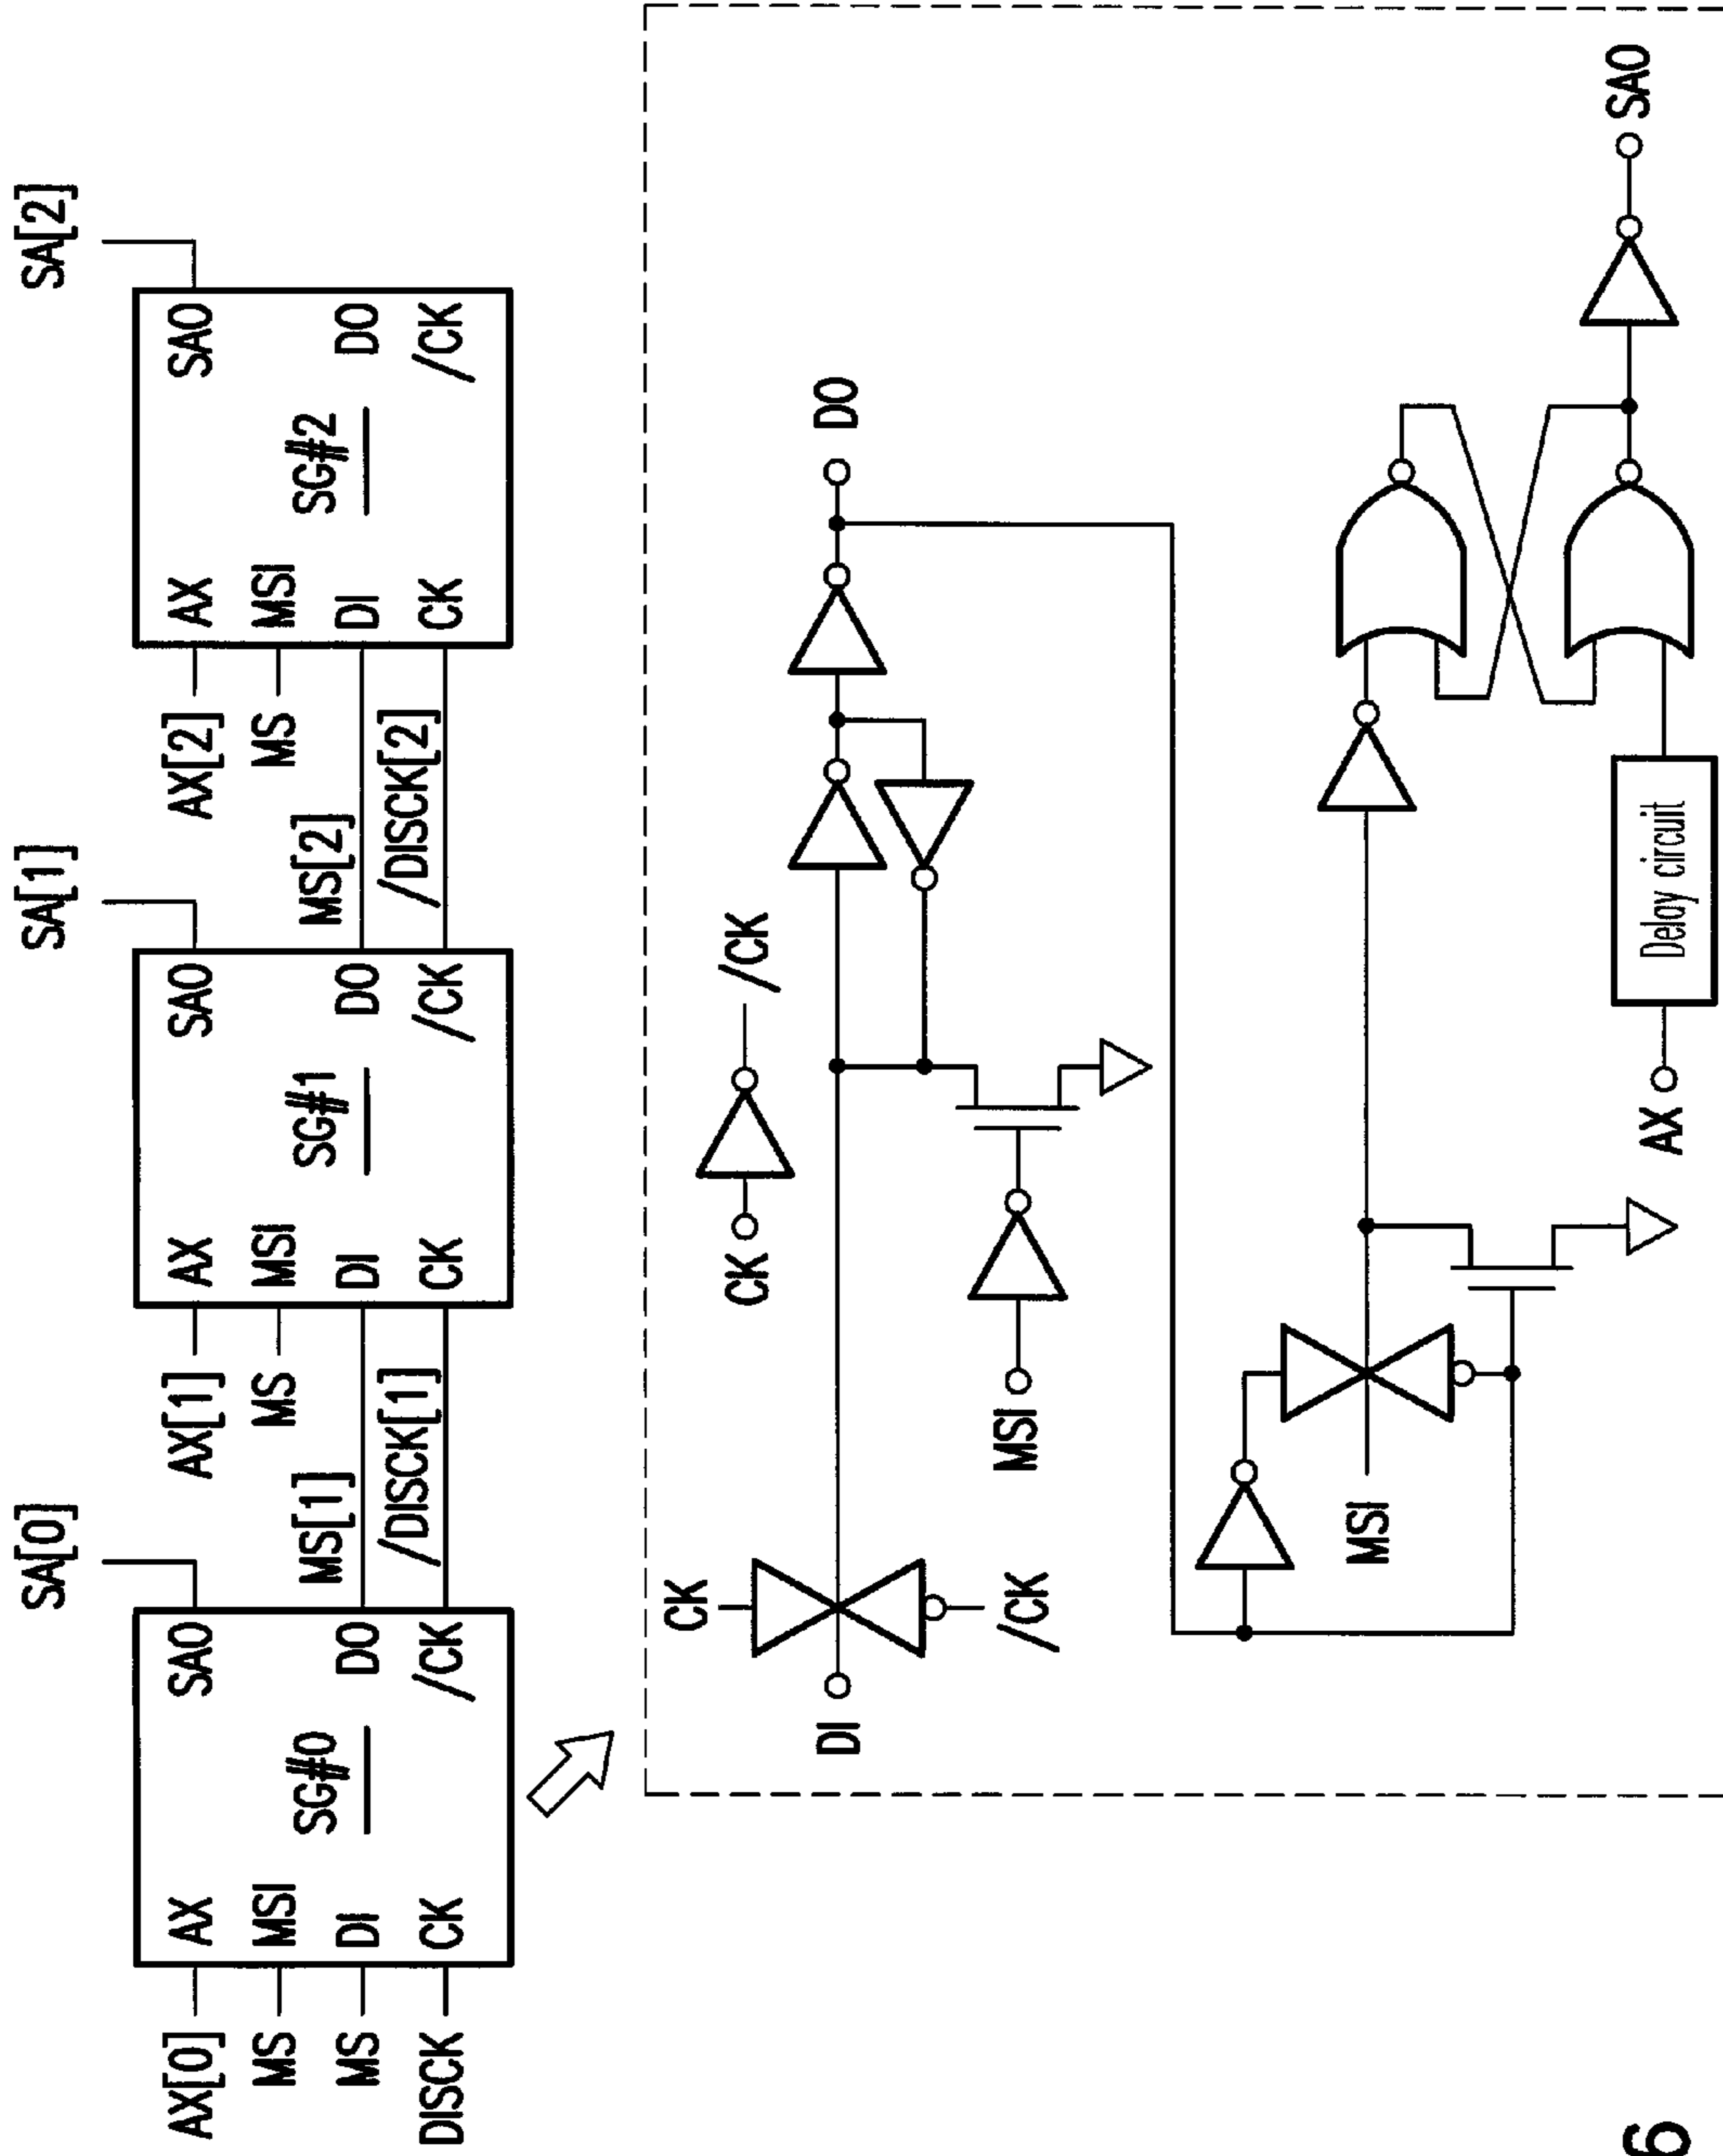 SA[0]
SA[1]
SA[2]
AX[0]
AX
SAO
AX[1]
AX
SAO
AX[2]
AX
SAO
MS
MSI
SG#0
MS
MSI
SG#1
MS
MSI
SG#2
MS
DI
DO
MS[1]
DI
DO
MS[2]
DI
DO
DISCK
CK
/CK
/DISCK[1]
CK
/CK
/DISCK[2]
CK
/CK
CK
CK
/CK
DI
DO
/CK
MSI
MSI
SAO
AX
Delay circuit
6